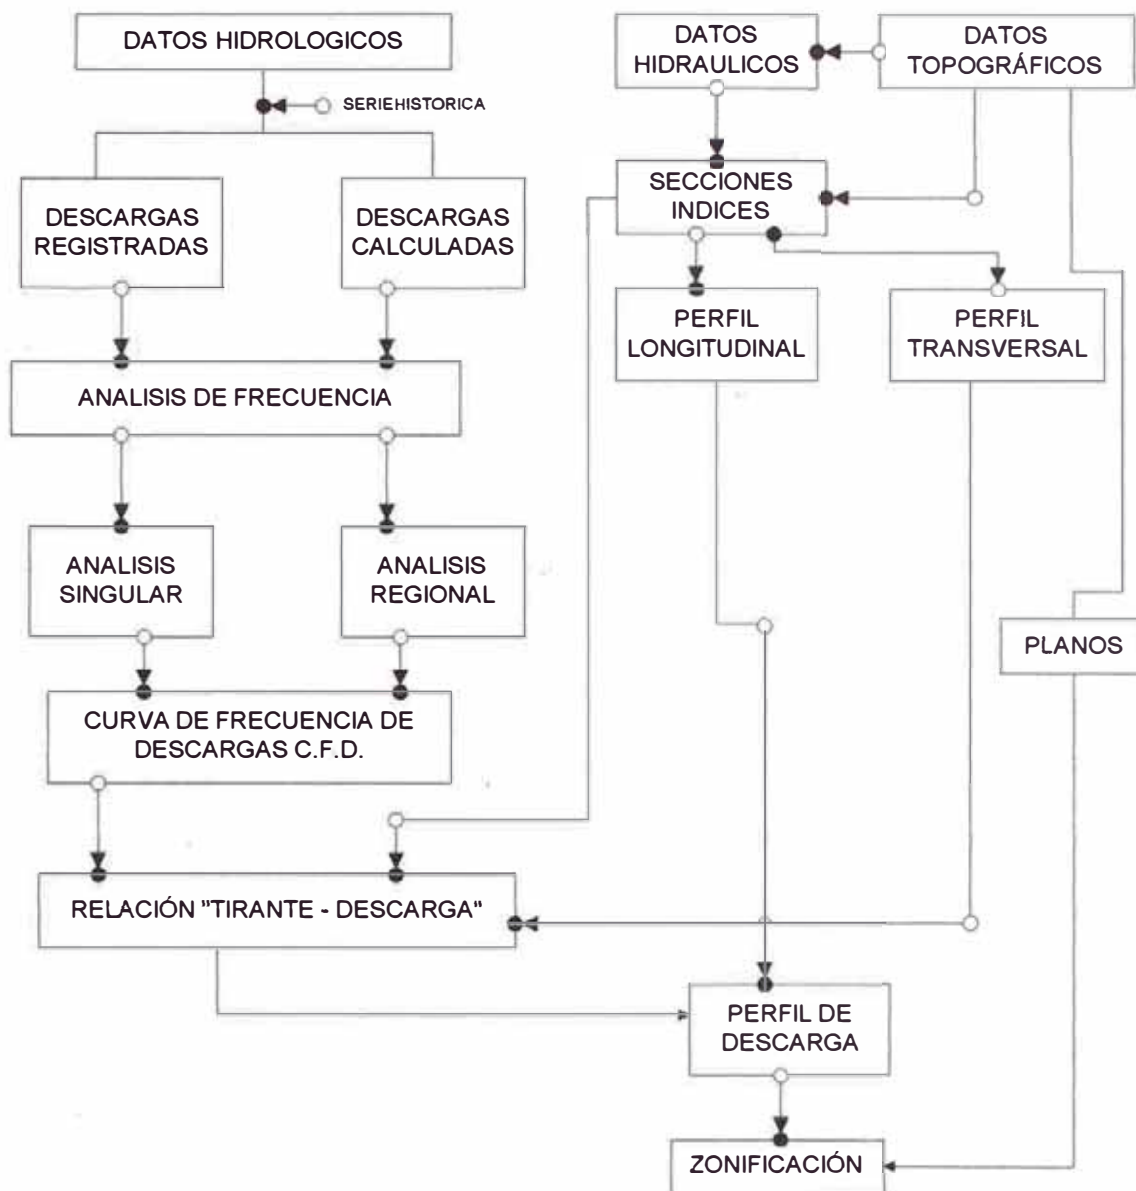 DATOS HIDROLOGICOS
SERIEHISTORICA
DATOS
HIDRAULICOS
DATOS
TOPOGRÁFICOS
DESCARGAS
REGISTRADAS
DESCARGAS
CALCULADAS
SECCIONES
INDICES
PERFIL
LONGITUDINAL
PERFIL
TRANSVERSAL
ANALISIS DE FRECUENCIA
ANALISIS
SINGULAR
ANALISIS
REGIONAL
PLANOS
CURVA DE FRECUENCIA DE
DESCARGAS C.F.D.
RELACIÓN "TIRANTE - DESCARGA"
PERFIL DE
DESCARGA
ZONIFICACIÓN